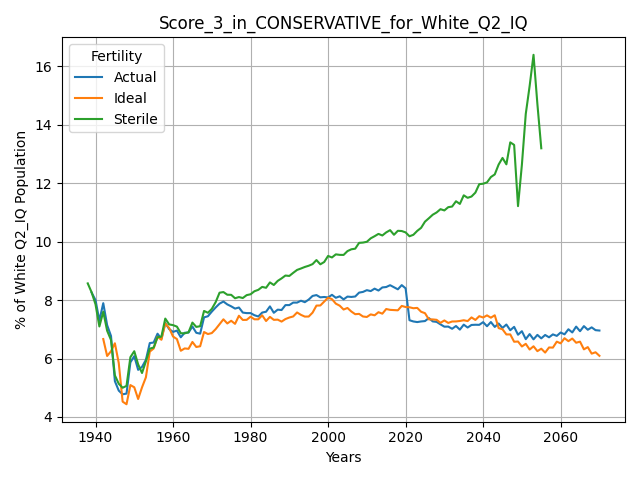 Score_3_in_CONSERVATIVE_for_White_Q2_IQ
Fertility
Actual
Ideal
Sterile
% of White Q2_IQ Population
16
14
12
10
8
6
4
1940
1960
1980
2000
2020
2040
2060
Years